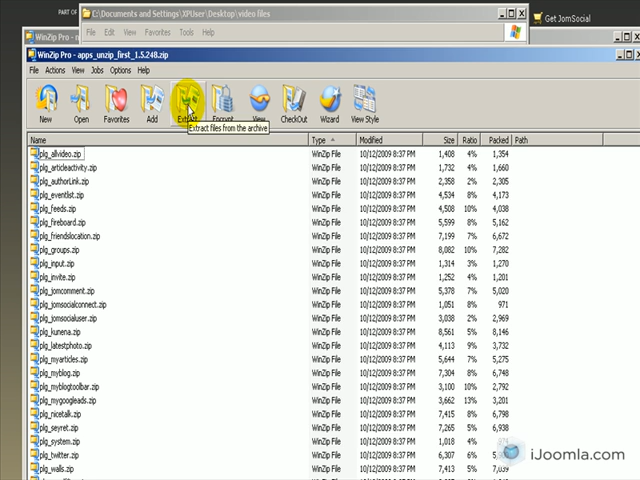 PART OF
C:\Documents and Settings\XPUser\Desktop\video files
Get JomSocial
File Edit View Favorites Tools Help
WinZip Pro - a
WinZip Pro - apps_unzip_first_1.5.248.zip
File Actions View Jobs Options Help
New Open Favorites Add Extract Encrypt View CheckOut Wizard View Style
Extract files from the archive
Name Type Modified Size Ratio Packed Path
plg_allvideo.zip WinZip File 10/12/2009 8:37 PM 1,408 4% 1,354
plg_articleactivity.zip WinZip File 10/12/2009 8:37 PM 1,732 4% 1,660
plg_authorLink.zip WinZip File 10/12/2009 8:37 PM 2,358 2% 2,305
plg_eventlist.zip WinZip File 10/12/2009 8:37 PM 4,534 8% 4,173
plg_feeds.zip WinZip File 10/12/2009 8:37 PM 4,508 10% 4,038
plg_fireboard.zip WinZip File 10/12/2009 8:37 PM 5,599 8% 5,162
plg_friendslocation.zip WinZip File 10/12/2009 8:37 PM 7,199 7% 6,672
plg_groups.zip WinZip File 10/12/2009 8:37 PM 8,082 10% 7,282
plg_input.zip WinZip File 10/12/2009 8:37 PM 1,314 3% 1,270
plg_invite.zip WinZip File 10/12/2009 8:37 PM 1,252 4% 1,201
plg_jomcomment.zip WinZip File 10/12/2009 8:37 PM 5,378 7% 5,020
plg_jomsocialconnect.zip WinZip File 10/12/2009 8:37 PM 1,051 8% 971
plg_jomsocialuser.zip WinZip File 10/12/2009 8:37 PM 3,038 2% 2,969
plg_kunena.zip WinZip File 10/12/2009 8:37 PM 8,561 5% 8,146
plg_latestphoto.zip WinZip File 10/12/2009 8:37 PM 4,113 9% 3,732
plg_myarticles.zip WinZip File 10/12/2009 8:37 PM 5,644 7% 5,275
plg_myblog.zip WinZip File 10/12/2009 8:37 PM 7,304 8% 6,748
plg_myblogtoolbar.zip WinZip File 10/12/2009 8:37 PM 3,100 10% 2,792
plg_mygoogleads.zip WinZip File 10/12/2009 8:37 PM 3,662 13% 3,201
plg_nicetalk.zip WinZip File 10/12/2009 8:37 PM 7,415 8% 6,798
plg_seyret.zip WinZip File 10/12/2009 8:37 PM 7,265 5% 6,938
plg_system.zip WinZip File 10/12/2009 8:37 PM 1,018 4%
plg_twitter.zip WinZip File 10/12/2009 8:37 PM 6,307 6%
plg_walls.zip WinZip File 10/12/2009 8:37 PM 7,413 5%
iJoomla.com